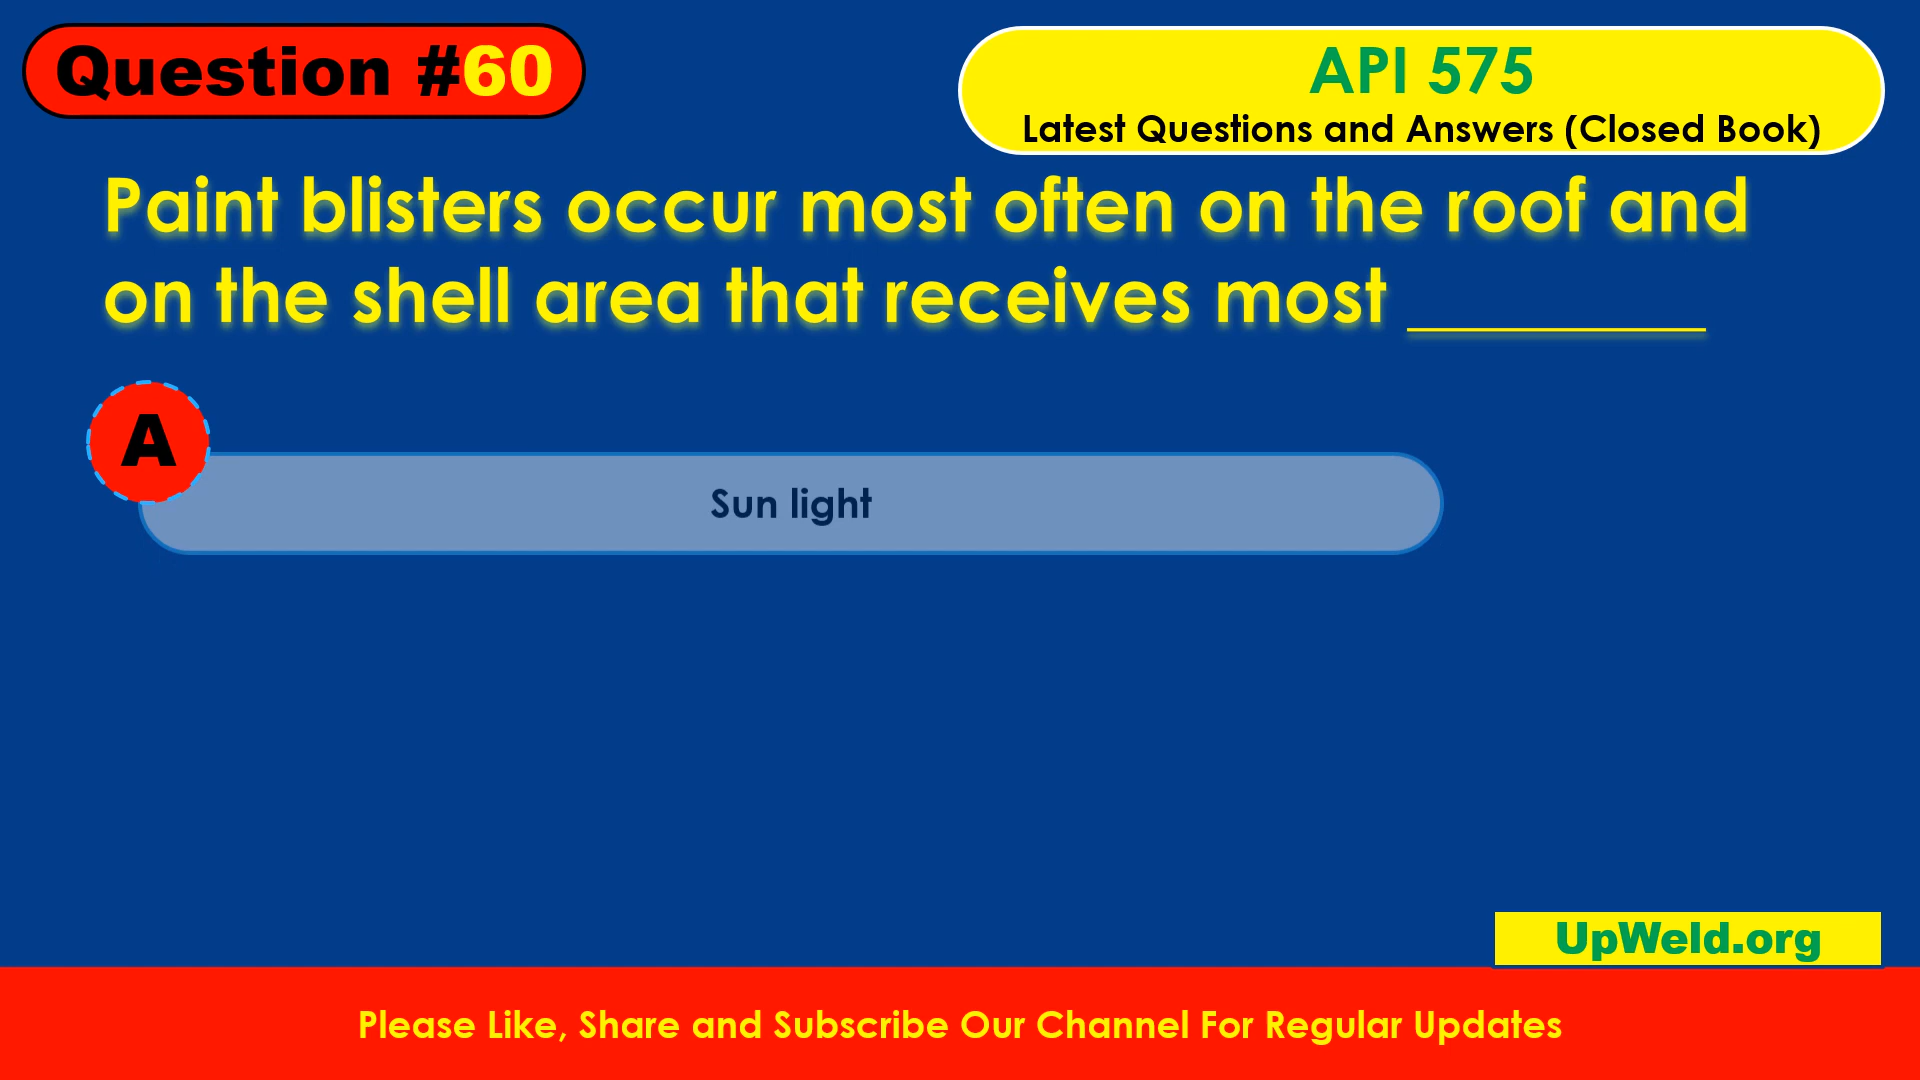 Question #60
API 575
Latest Questions and Answers (Closed Book)
Paint blisters occur most often on the roof and
on the shell area that receives most ________
A
Sun light
UpWeld.org
Please Like, Share and Subscribe Our Channel For Regular Updates